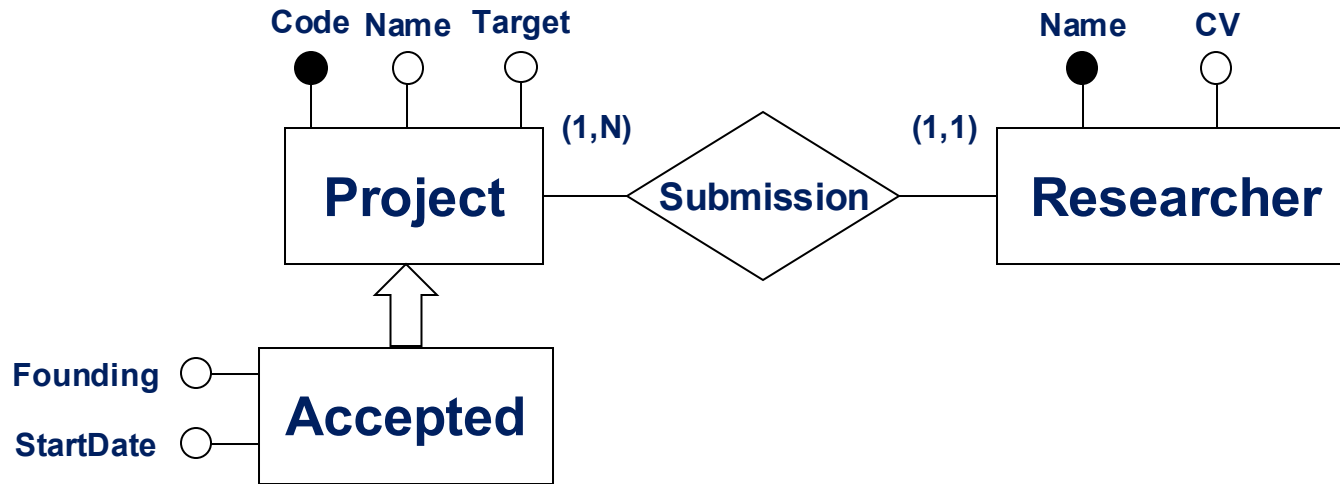 Code Name Target
Name CV
(1,N)
(1,1)
Project
Submission
Researcher
Founding
StartDate
Accepted